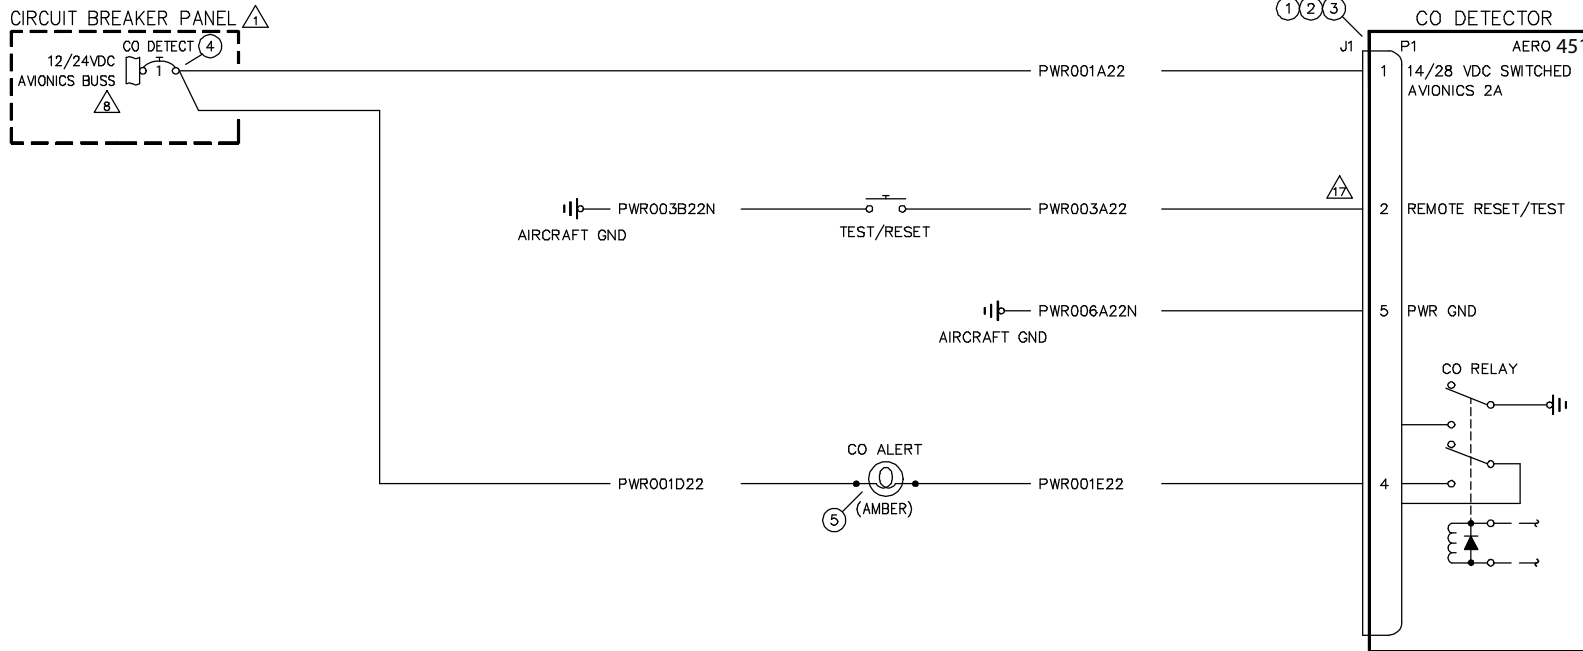 CIRCUIT BREAKER PANEL 1
1 2 3
CO DETECTOR
CO DETECT 4
12/24VDC
AVIONICS BUSS
1
8
J1
P1
AERO 451
PWR001A22
1
14/28 VDC SWITCHED
AVIONICS 2A
17
PWR003B22N
AIRCRAFT GND
TEST/RESET
PWR003A22
2
REMOTE RESET/TEST
PWR006A22N
AIRCRAFT GND
5
PWR GND
CO RELAY
CO ALERT
PWR001D22
PWR001E22
4
5
(AMBER)